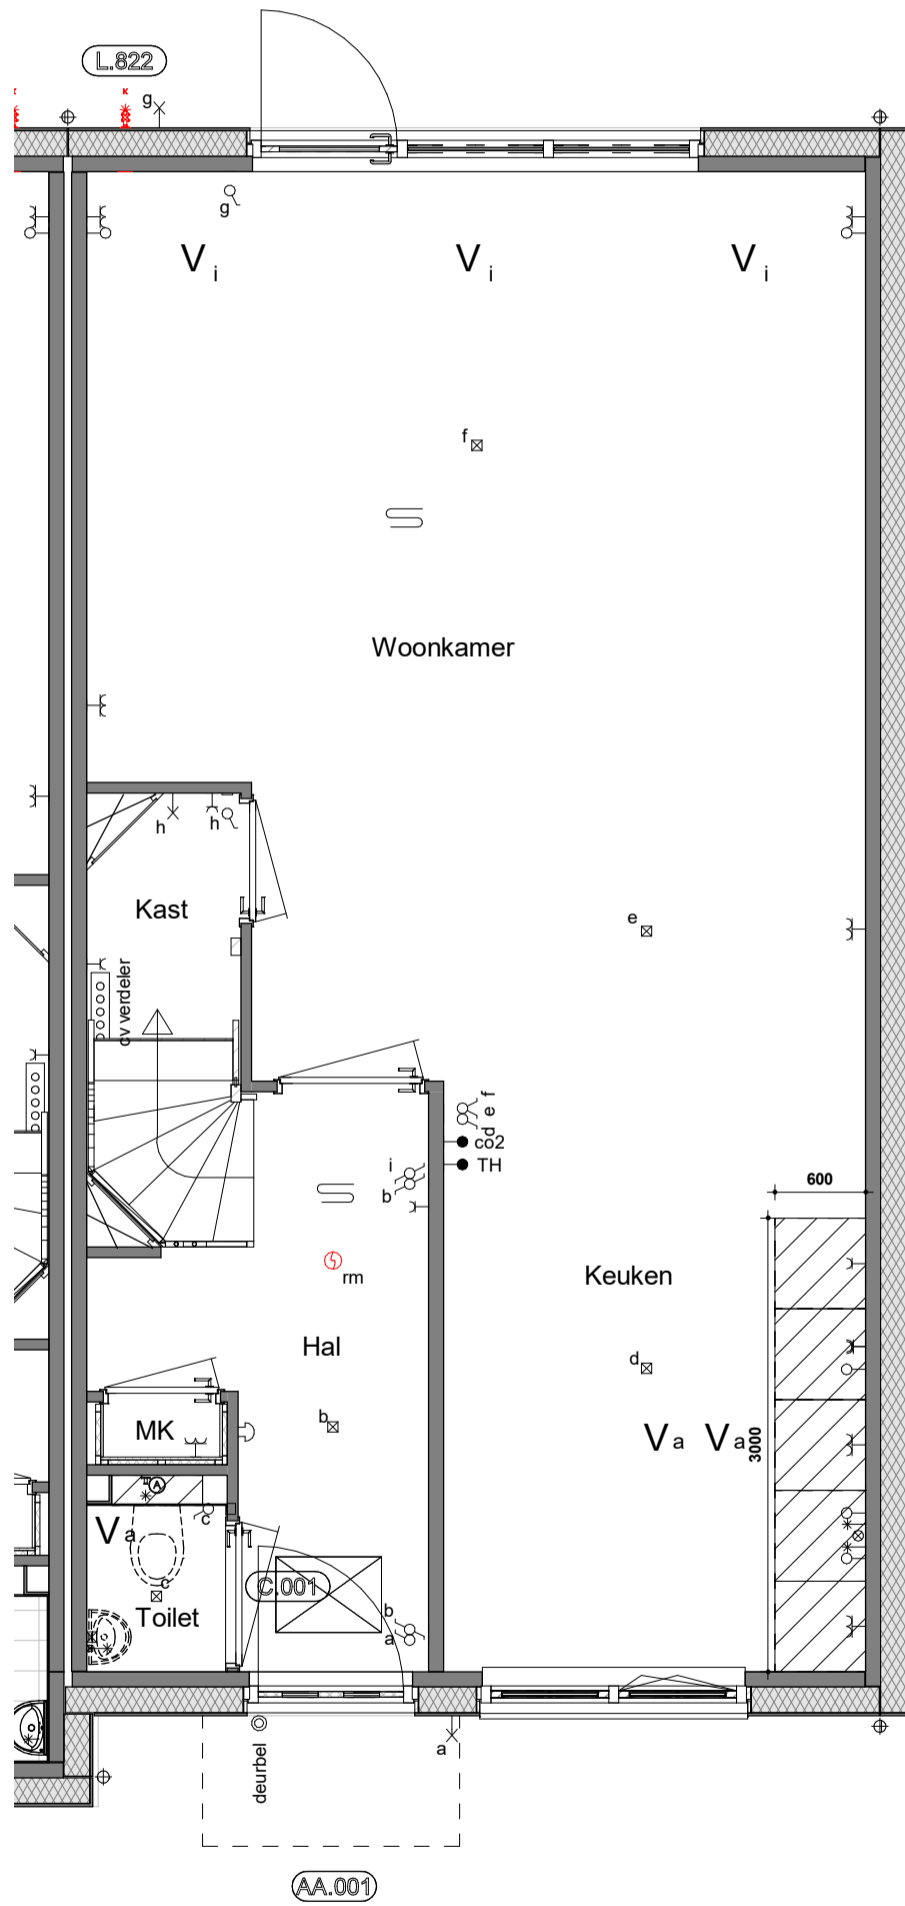 L.822
g
g
V i
V i
V i
f
Woonkamer
h
h
Kast
e
cv verdeler
d e f
co2
TH
i
b
600
rm
Keuken
Hal
d
b
MK
V a
V a
3000
A
c
V a
c
C.001
Toilet
b
a
a
deurbel
AA.001